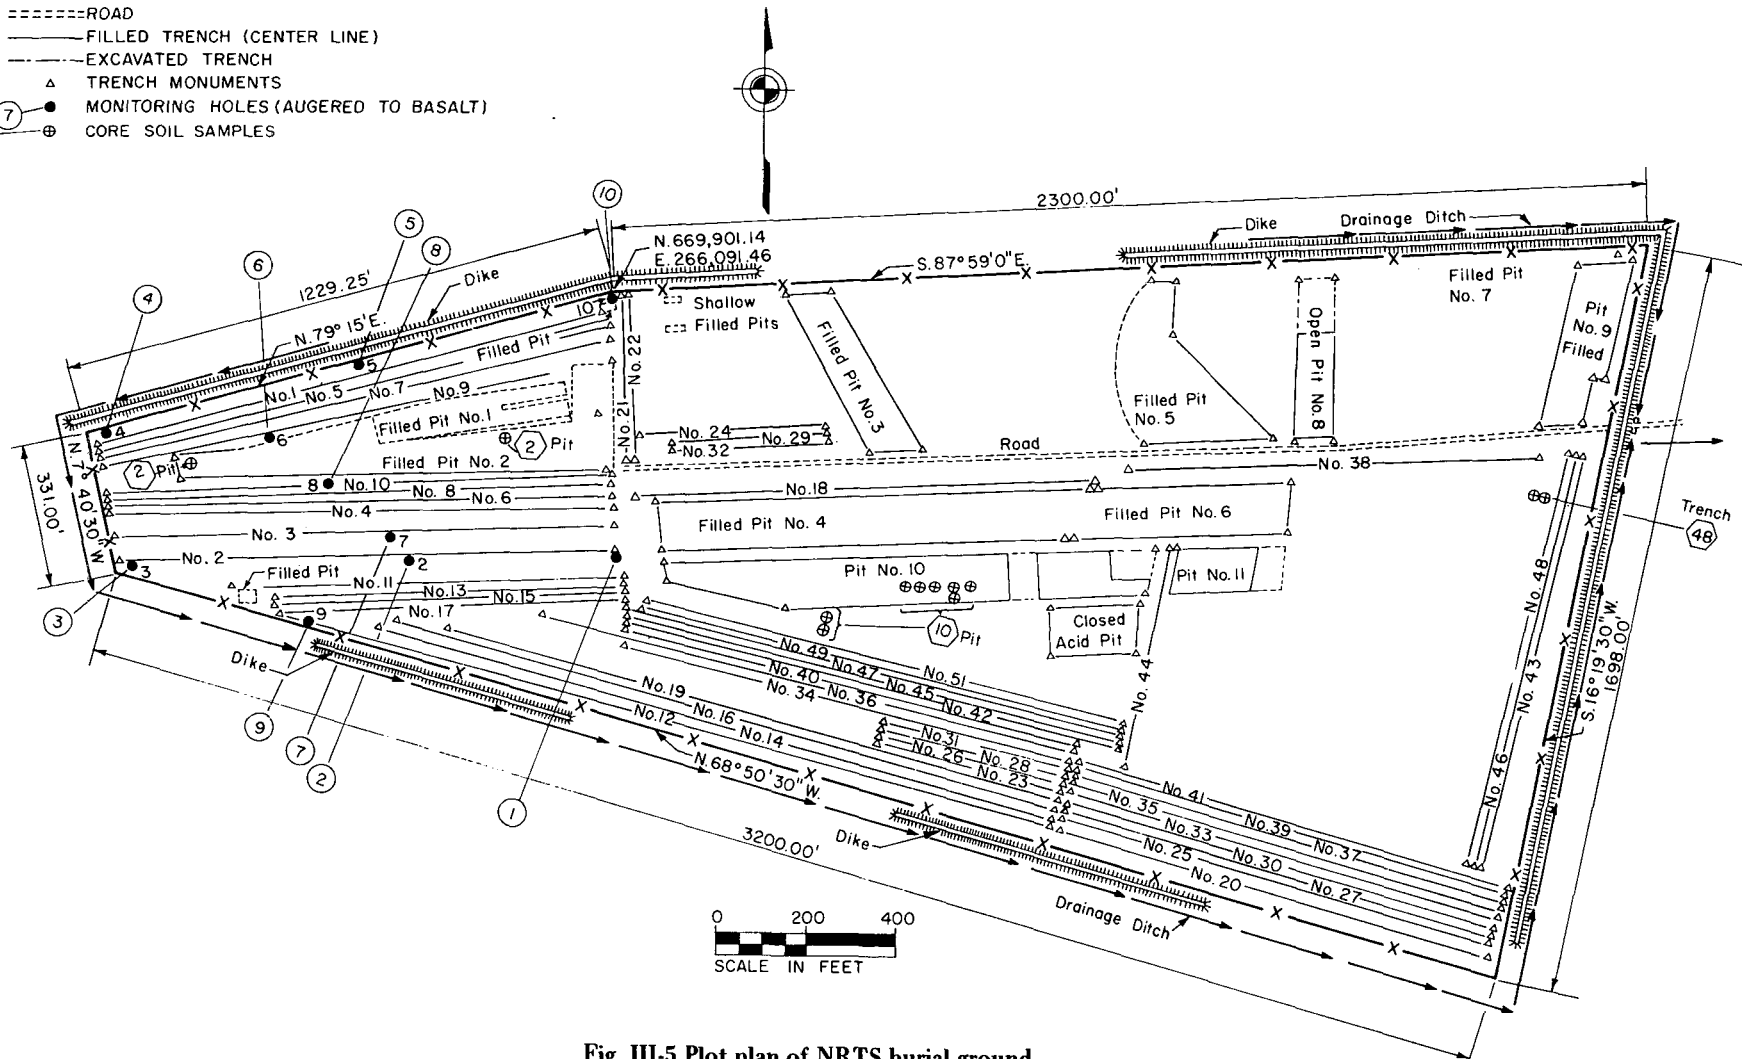 ROAD
FILLED TRENCH (CENTER LINE)
EXCAVATED TRENCH
TRENCH MONUMENTS
7 MONITORING HOLES (AUGERED TO BASALT)
CORE SOIL SAMPLES
10
2300.00'
5
8
6
4
1229.25'
Dike
N. 669,901.14
E. 266,091.46
S. 87° 59' 0" E.
Dike
Drainage Ditch
Filled Pit
No. 7
N. 79° 15' E.
10
5
4
6
No. 1
No. 5
No. 7
No. 9
Filled Pit
Filled Pit No. 1
2 Pit
2 Pit
Filled Pit No. 2
No. 21
No. 22
Shallow
Filled Pits
Filled Pit No. 3
Filled Pit
No. 5
Open Pit No. 8
Pit
No. 9
Filled
No. 24
No. 29
No. 32
Road
No. 38
8
No. 10
No. 8
No. 6
No. 4
No. 3
No. 2
7
2
3
331.00'
N. 7° 40' 30" W
No. 18
Filled Pit No. 4
Filled Pit No. 6
Pit No. 10
Pit No. 11
10 Pit
Closed
Acid Pit
Trench
48
Filled Pit
No. 11
No. 13
No. 15
No. 17
9
3
Dike
9
7
2
1
No. 49
No. 47
No. 51
No. 40
No. 45
No. 34
No. 36
No. 42
No. 44
No. 48
No. 43
No. 46
S. 16° 19' 30" W.
1698.00'
No. 19
No. 16
No. 12
No. 14
No. 31
No. 26
No. 28
No. 23
N. 68° 50' 30" W.
No. 41
No. 35
No. 39
No. 33
No. 37
No. 25
No. 30
No. 20
No. 27
3200.00'
Dike
Drainage Ditch
0 200 400
SCALE IN FEET
Fig. III-5 Plot plan of NRTS burial ground